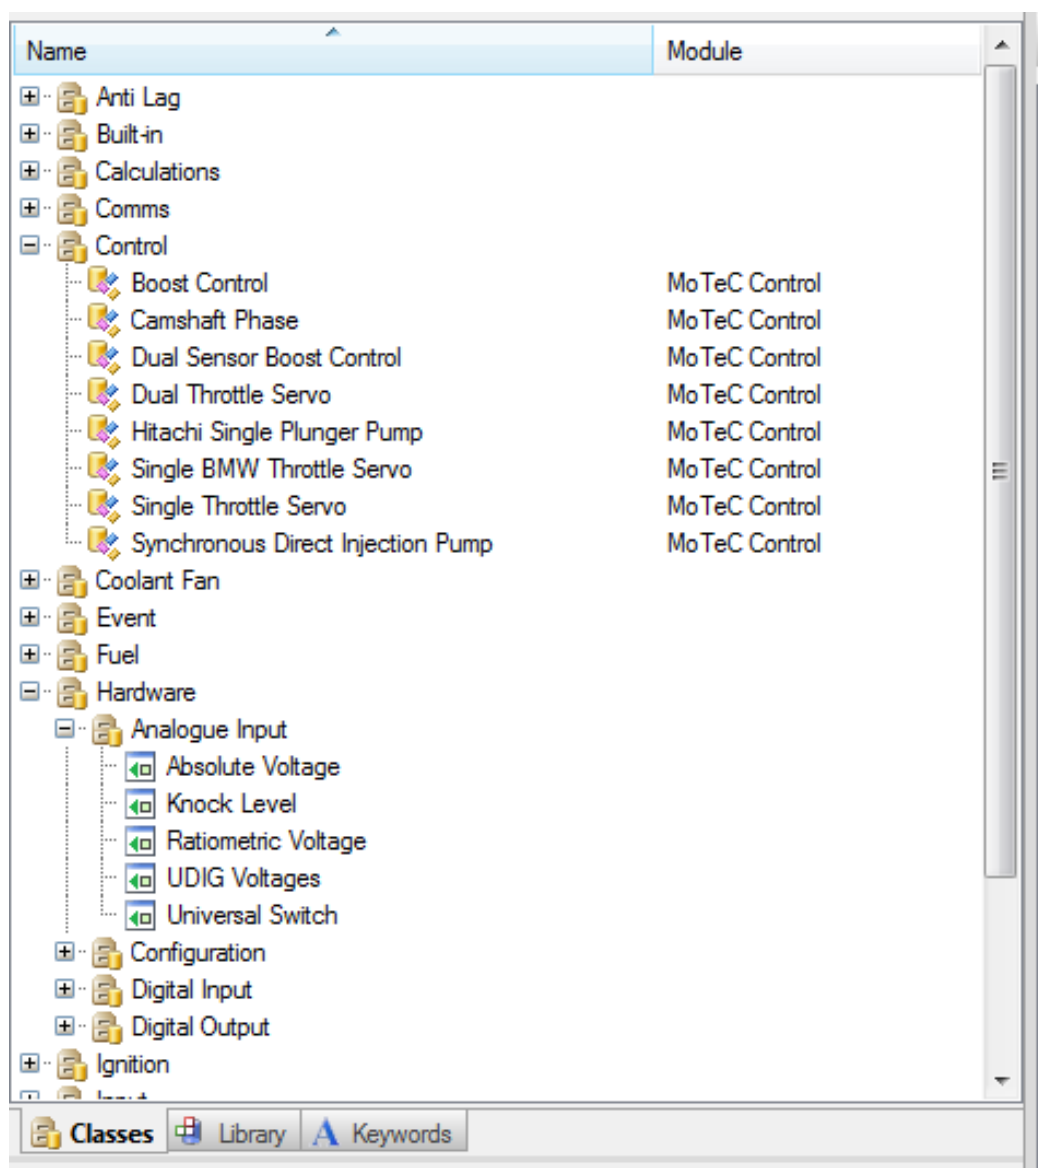 Name Module
Anti Lag
Built-in
Calculations
Comms
Control
Boost Control MoTeC Control
Camshaft Phase MoTeC Control
Dual Sensor Boost Control MoTeC Control
Dual Throttle Servo MoTeC Control
Hitachi Single Plunger Pump MoTeC Control
Single BMW Throttle Servo MoTeC Control
Single Throttle Servo MoTeC Control
Synchronous Direct Injection Pump MoTeC Control
Coolant Fan
Event
Fuel
Hardware
Analogue Input
Absolute Voltage
Knock Level
Ratiometric Voltage
UDIG Voltages
Universal Switch
Configuration
Digital Input
Digital Output
Ignition
Classes Library Keywords